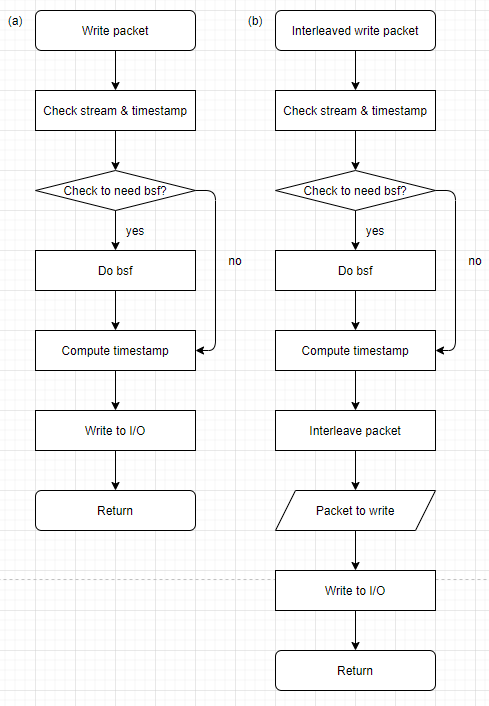 (a)
Write packet
Check stream & timestamp
Check to need bsf?
yes
no
Do bsf
Compute timestamp
Write to I/O
Return
(b)
Interleaved write packet
Check stream & timestamp
Check to need bsf?
yes
no
Do bsf
Compute timestamp
Interleave packet
Packet to write
Write to I/O
Return